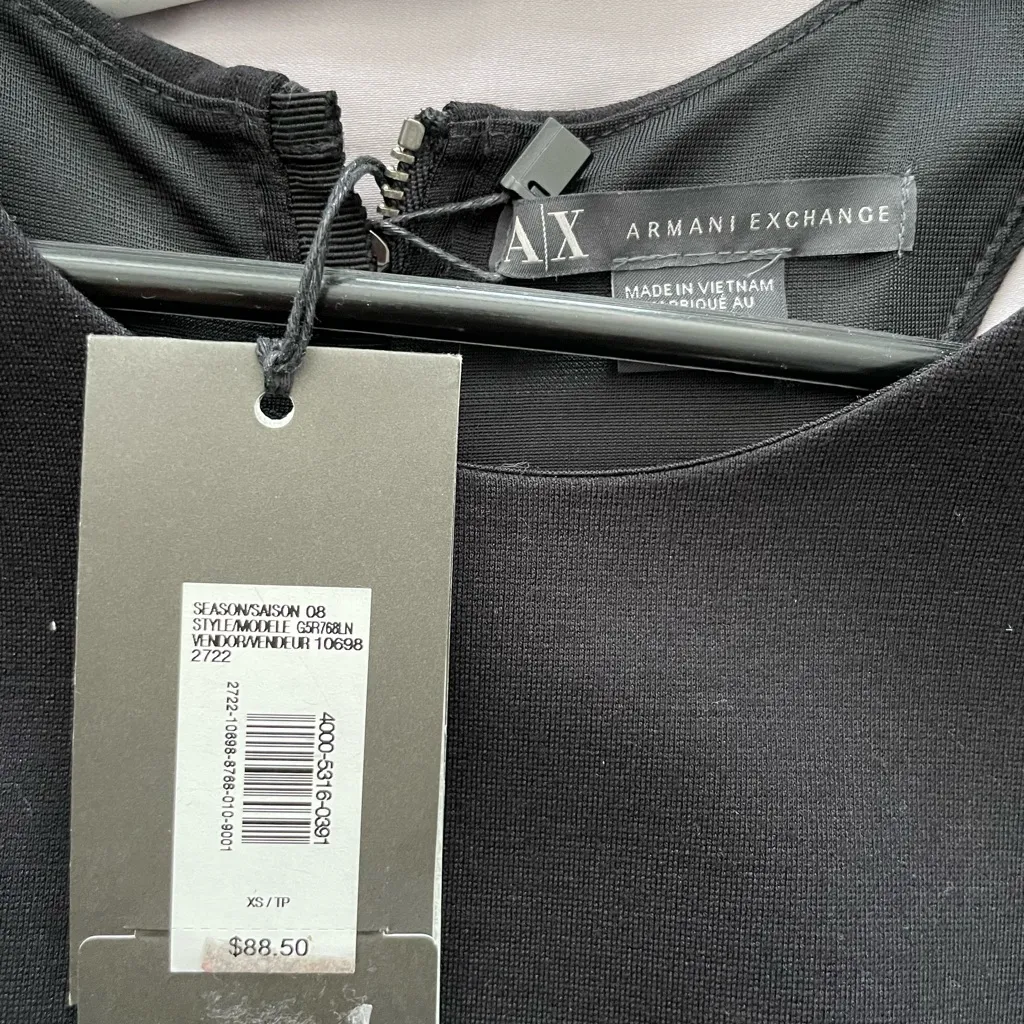 A|X ARMANI EXCHANGE
MADE IN VIETNAM
AU
SEASON/SAISON 08
STYLE/MODELE G5R768LN
VENDOR/VENDEUR 10698
2722
4000-5316-0391
2722-10698-8768-010-9001
XS / TP
$88.50